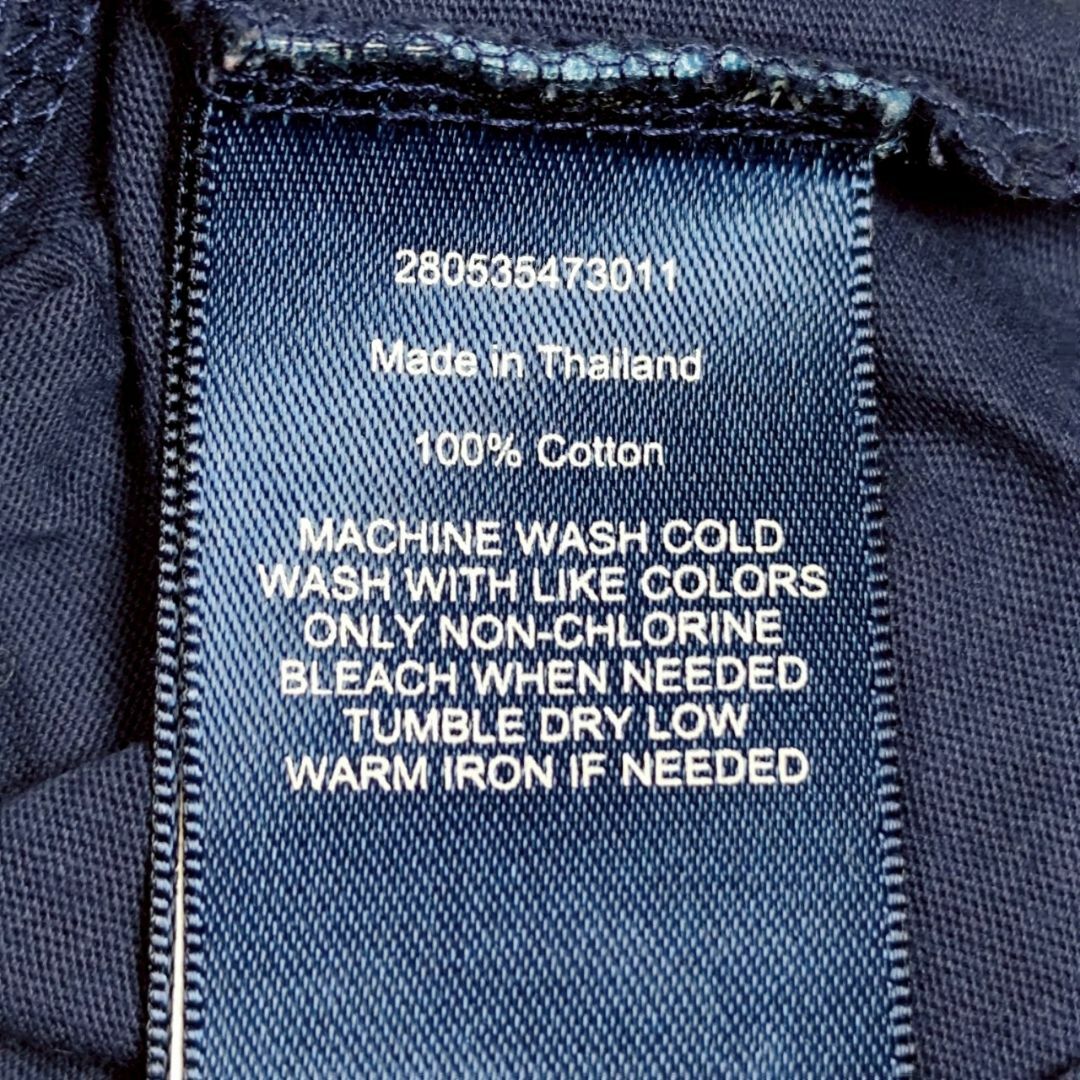 280535473011
Made in Thailand
100% Cotton
MACHINE WASH COLD
WASH WITH LIKE COLORS
ONLY NON-CHLORINE
BLEACH WHEN NEEDED
TUMBLE DRY LOW
WARM IRON IF NEEDED